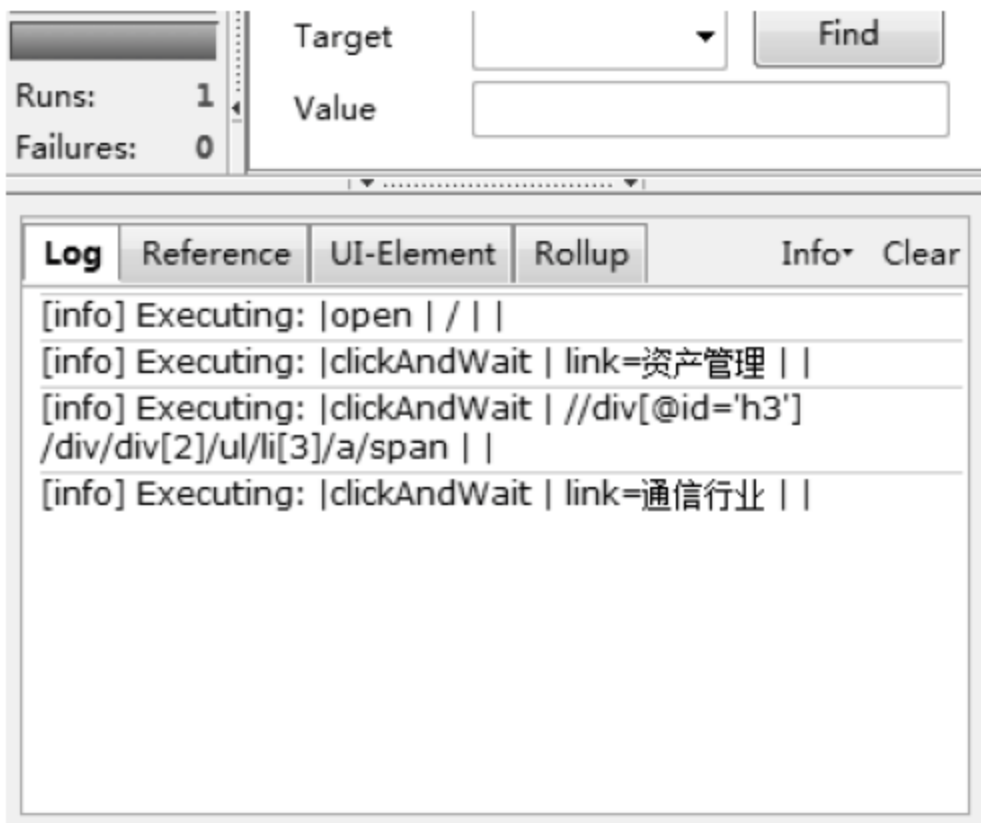 Target
Find
Runs: 1
Value
Failures: 0
Log Reference UI-Element Rollup Info Clear
[info] Executing: |open | / | |
[info] Executing: |clickAndWait | link=资产管理 | |
[info] Executing: |clickAndWait | //div[@id='h3']
/div/div[2]/ul/li[3]/a/span | |
[info] Executing: |clickAndWait | link=通信行业 | |